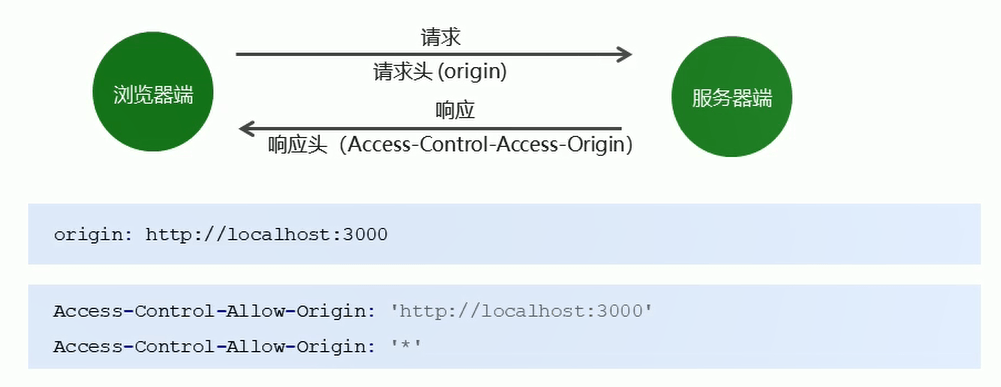 请求
浏览器端
请求头 (origin)
服务器端
响应
响应头（Access-Control-Access-Origin）
origin: http://localhost:3000
Access-Control-Allow-Origin: 'http://localhost:3000'
Access-Control-Allow-Origin: '*'